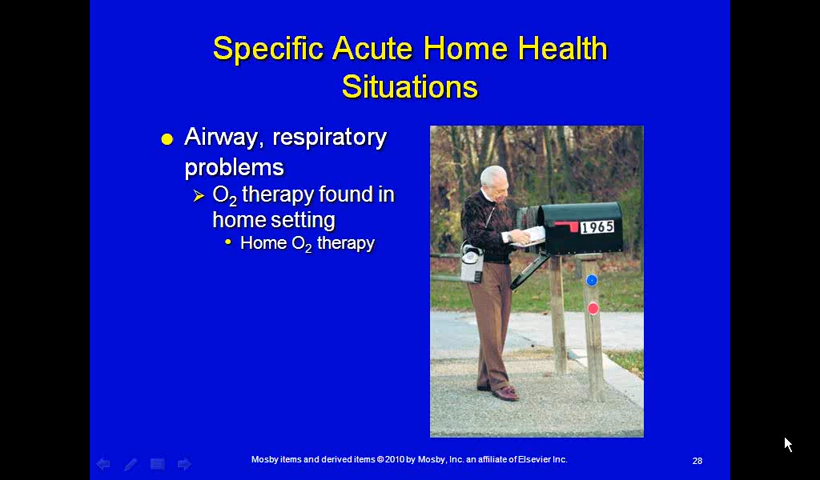 Specific Acute Home Health
Situations
Airway, respiratory
problems
O₂ therapy found in
home setting
Home O₂ therapy
1965
Mosby items and derived items © 2010 by Mosby, Inc. an affiliate of Elsevier Inc.
28